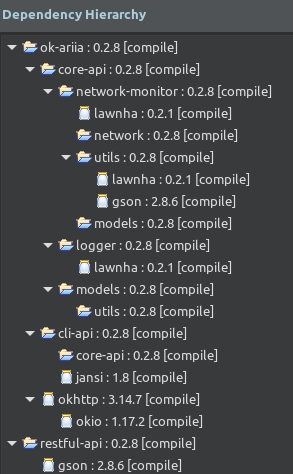 Dependency Hierarchy
ok-ariia : 0.2.8 [compile]
core-api : 0.2.8 [compile]
network-monitor : 0.2.8 [compile]
lawnha : 0.2.1 [compile]
network : 0.2.8 [compile]
utils : 0.2.8 [compile]
lawnha : 0.2.1 [compile]
gson : 2.8.6 [compile]
models : 0.2.8 [compile]
logger : 0.2.8 [compile]
lawnha : 0.2.1 [compile]
models : 0.2.8 [compile]
utils : 0.2.8 [compile]
cli-api : 0.2.8 [compile]
core-api : 0.2.8 [compile]
jansi : 1.8 [compile]
okhttp : 3.14.7 [compile]
okio : 1.17.2 [compile]
restful-api : 0.2.8 [compile]
gson : 2.8.6 [compile]